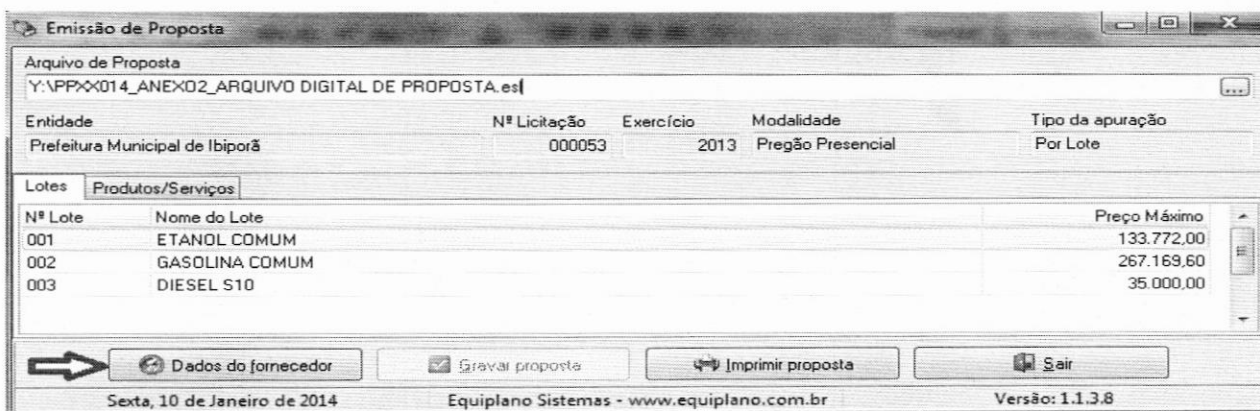 Emissão de Proposta
Arquivo de Proposta
Y:\PPXX014_ANEXO2_ARQUIVO DIGITAL DE PROPOSTA.esl
...
Entidade Nº Licitação Exercício Modalidade Tipo da apuração
Prefeitura Municipal de Ibiporã 000053 2013 Pregão Presencial Por Lote
Lotes Produtos/Serviços
Nº Lote Nome do Lote Preço Máximo
001 ETANOL COMUM 133.772,00
002 GASOLINA COMUM 267.169,60
003 DIESEL S10 35.000,00
Dados do fornecedor Gravar proposta Imprimir proposta Sair
Sexta, 10 de Janeiro de 2014 Equiplano Sistemas - www.equiplano.com.br Versão: 1.1.3.8